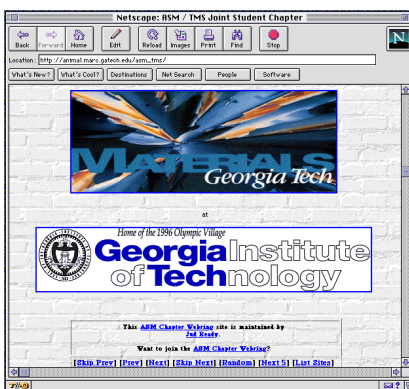 Netscape: ASM / TMS Joint Student Chapter
Back Forward Home Edit Reload Images Print Find Stop
N
Location: http://animal.marc.gatech.edu/asm_tms/
What's New? What's Cool? Destinations Net Search People Software
MATERIALS
Georgia Tech
at
Home of the 1996 Olympic Village
Georgia Institute
of Technology
This ASM Chapter Webring site is maintained by
Jud Ready.
Want to join the ASM Chapter Webring?
[Skip Prev] [Prev] [Next] [Skip Next] [Random] [Next 5] [List Sites]